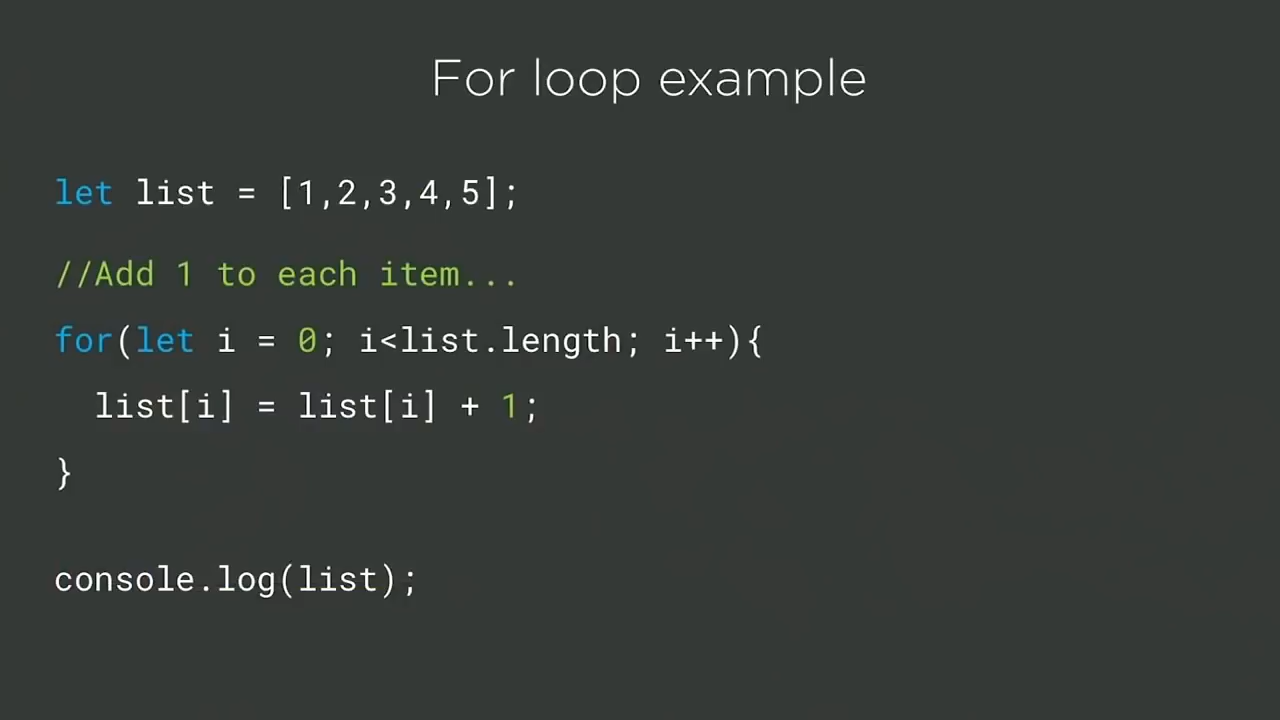 For loop example
let list = [1,2,3,4,5];
//Add 1 to each item...
for(let i = 0; i<list.length; i++){
  list[i] = list[i] + 1;
}
console.log(list);